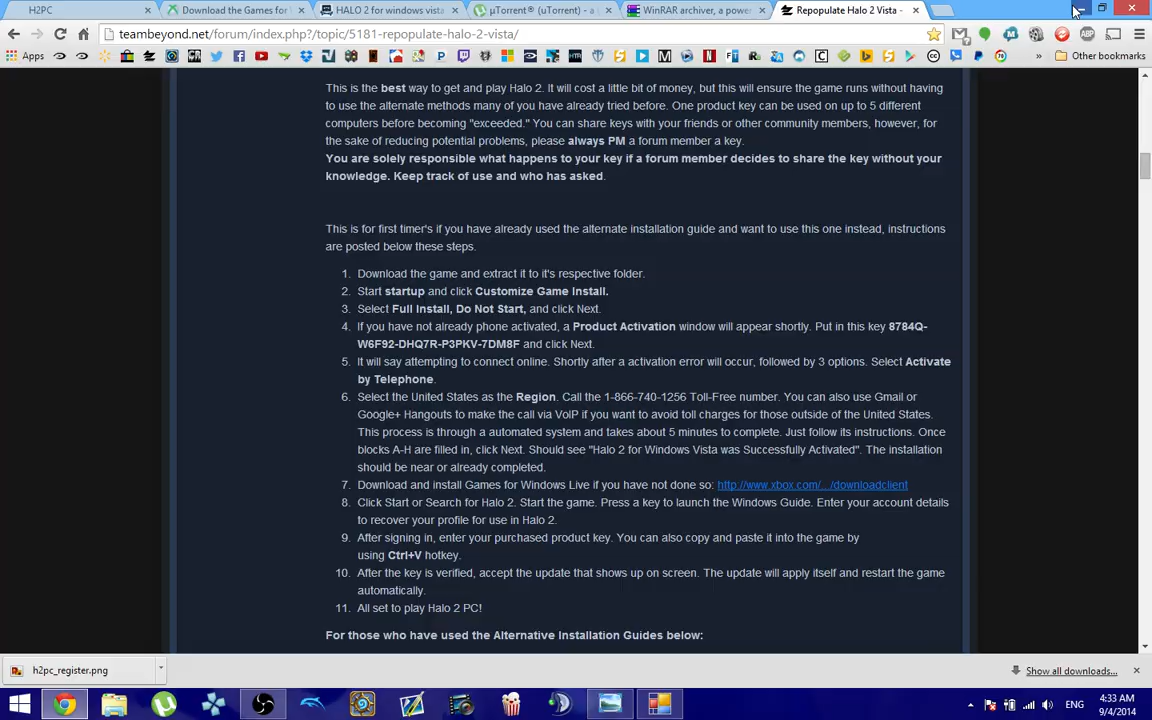 H2PC
Download the Games for
HALO 2 for windows vista
µTorrent® (uTorrent) - a
WinRAR archiver, a power
Repopulate Halo 2 Vista -
teambeyond.net/forum/index.php?/topic/5181-repopulate-halo-2-vista/
Apps
Other bookmarks
This is the best way to get and play Halo 2. It will cost a little bit of money, but this will ensure the game runs without having
to use the alternate methods many of you have already tried before. One product key can be used on up to 5 different
computers before becoming "exceeded." You can share keys with your friends or other community members, however, for
the sake of reducing potential problems, please always PM a forum member a key.
You are solely responsible what happens to your key if a forum member decides to share the key without your
knowledge. Keep track of use and who has asked.
This is for first timer's if you have already used the alternate installation guide and want to use this one instead, instructions
are posted below these steps.
1. Download the game and extract it to it's respective folder.
2. Start startup and click Customize Game Install.
3. Select Full Install, Do Not Start, and click Next.
4. If you have not already phone activated, a Product Activation window will appear shortly. Put in this key 8784Q-
W6F92-DHQ7R-P3PKV-7DM8F and click Next.
5. It will say attempting to connect online. Shortly after a activation error will occur, followed by 3 options. Select Activate
by Telephone.
6. Select the United States as the Region. Call the 1-866-740-1256 Toll-Free number. You can also use Gmail or
Google+ Hangouts to make the call via VoIP if you want to avoid toll charges for those outside of the United States.
This process is through a automated system and takes about 5 minutes to complete. Just follow its instructions. Once
blocks A-H are filled in, click Next. Should see "Halo 2 for Windows Vista was Successfully Activated". The installation
should be near or already completed.
7. Download and install Games for Windows Live if you have not done so: http://www.xbox.com/.../downloadclient
8. Click Start or Search for Halo 2. Start the game. Press a key to launch the Windows Guide. Enter your account details
to recover your profile for use in Halo 2.
9. After signing in, enter your purchased product key. You can also copy and paste it into the game by
using Ctrl+V hotkey.
10. After the key is verified, accept the update that shows up on screen. The update will apply itself and restart the game
automatically.
11. All set to play Halo 2 PC!
For those who have used the Alternative Installation Guides below:
h2pc_register.png
Show all downloads...
ENG
4:33 AM
9/4/2014